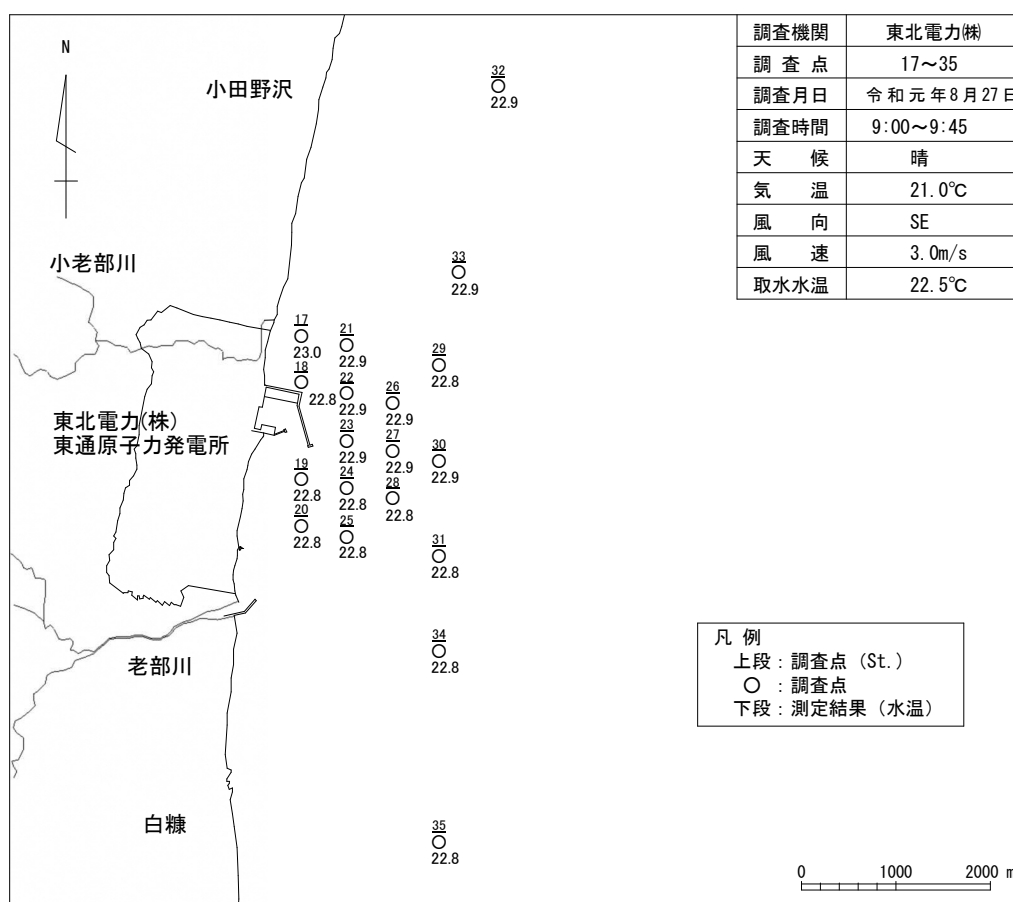 N
小田野沢
小老部川
東北電力(株)
東通原子力発電所
老部川
白糠
調査機関 東北電力㈱
調査点 17～35
調査月日 令和元年8月27日
調査時間 9:00～9:45
天候 晴
気温 21.0℃
風向 SE
風速 3.0m/s
取水水温 22.5℃
32
22.9
33
22.9
17
23.0
21
22.9
29
22.8
18
22.8
22
22.9
26
22.9
23
22.9
27
22.9
30
22.9
19
22.8
24
22.8
28
22.8
20
22.8
25
22.8
31
22.8
34
22.8
35
22.8
凡例
上段：調査点（St.）
○：調査点
下段：測定結果（水温）
0 1000 2000 m